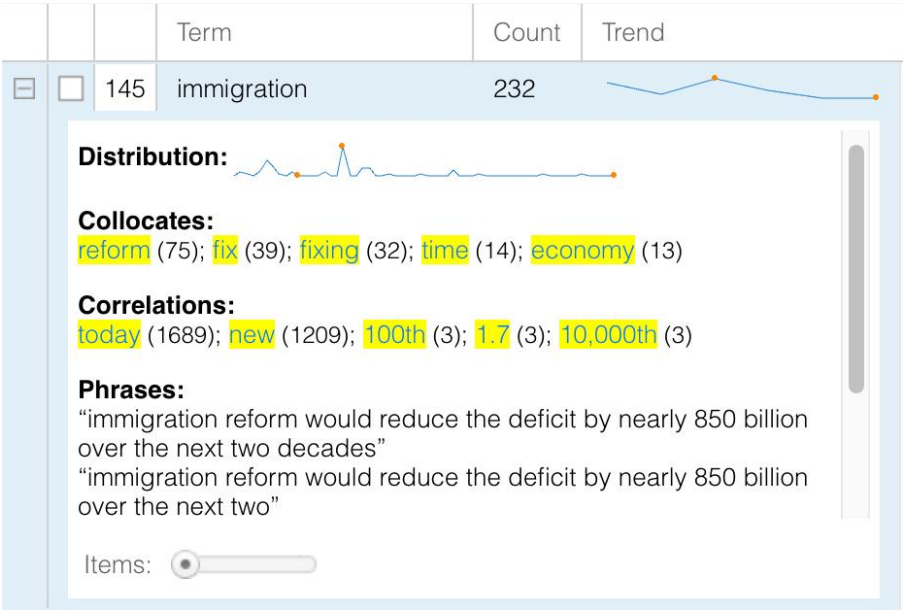 Term Count Trend
145 immigration 232
Distribution:
Collocates:
reform (75); fix (39); fixing (32); time (14); economy (13)
Correlations:
today (1689); new (1209); 100th (3); 1.7 (3); 10,000th (3)
Phrases:
“immigration reform would reduce the deficit by nearly 850 billion
over the next two decades”
“immigration reform would reduce the deficit by nearly 850 billion
over the next two”
Items: